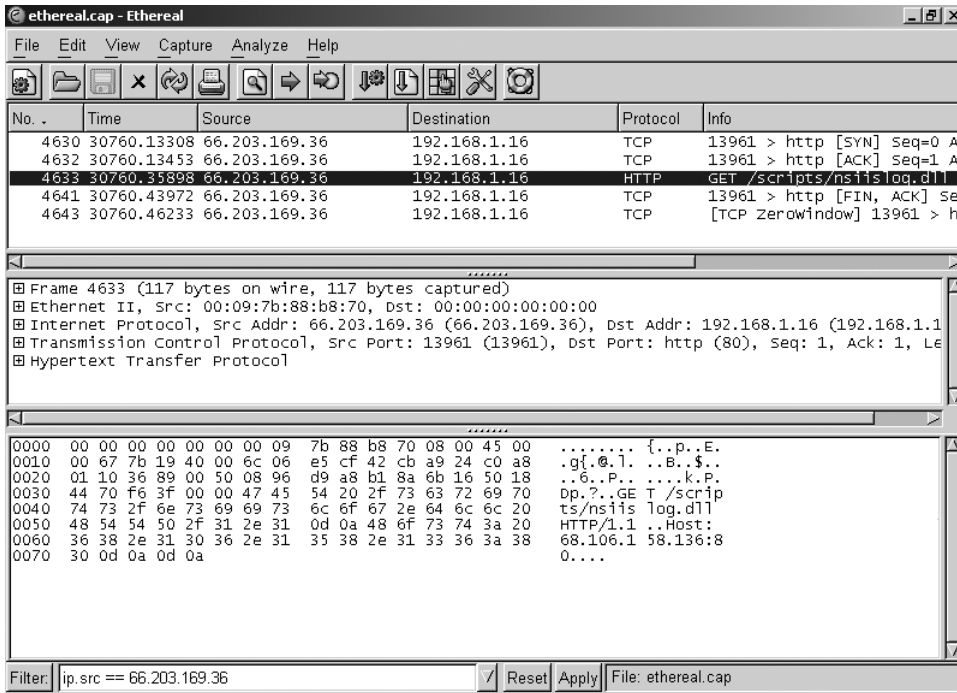 ethereal.cap - Ethereal
File Edit View Capture Analyze Help
No. . Time Source Destination Protocol Info
4630 30760.13308 66.203.169.36 192.168.1.16 TCP 13961 > http [SYN] Seq=0 A
4632 30760.13453 66.203.169.36 192.168.1.16 TCP 13961 > http [ACK] Seq=1 A
4633 30760.35898 66.203.169.36 192.168.1.16 HTTP GET /scripts/nsiislog.dll
4641 30760.43972 66.203.169.36 192.168.1.16 TCP 13961 > http [FIN, ACK] Se
4643 30760.46233 66.203.169.36 192.168.1.16 TCP [TCP ZeroWindow] 13961 > h
Frame 4633 (117 bytes on wire, 117 bytes captured)
Ethernet II, Src: 00:09:7b:88:b8:70, Dst: 00:00:00:00:00:00
Internet Protocol, Src Addr: 66.203.169.36 (66.203.169.36), Dst Addr: 192.168.1.16 (192.168.1.1
Transmission Control Protocol, Src Port: 13961 (13961), Dst Port: http (80), Seq: 1, Ack: 1, Le
Hypertext Transfer Protocol
0000 00 00 00 00 00 00 00 09 7b 88 b8 70 08 00 45 00 ........ {..p..E.
0010 00 67 7b 19 40 00 6c 06 e5 cf 42 cb a9 24 c0 a8 .g{.@.l. ..B..$..
0020 01 10 36 89 00 50 08 96 d9 a8 b1 8a 6b 16 50 18 ..6..P.. ....k.P.
0030 44 70 f6 3f 00 00 47 45 54 20 2f 73 63 72 69 70 Dp.?..GE T /scrip
0040 74 73 2f 6e 73 69 69 73 6c 6f 67 2e 64 6c 6c 20 ts/nsiis log.dll
0050 48 54 54 50 2f 31 2e 31 0d 0a 48 6f 73 74 3a 20 HTTP/1.1 ..Host:
0060 36 38 2e 31 30 36 2e 31 35 38 2e 31 33 36 3a 38 68.106.1 58.136:8
0070 30 0d 0a 0d 0a 0....
Filter: ip.src == 66.203.169.36 Reset Apply File: ethereal.cap